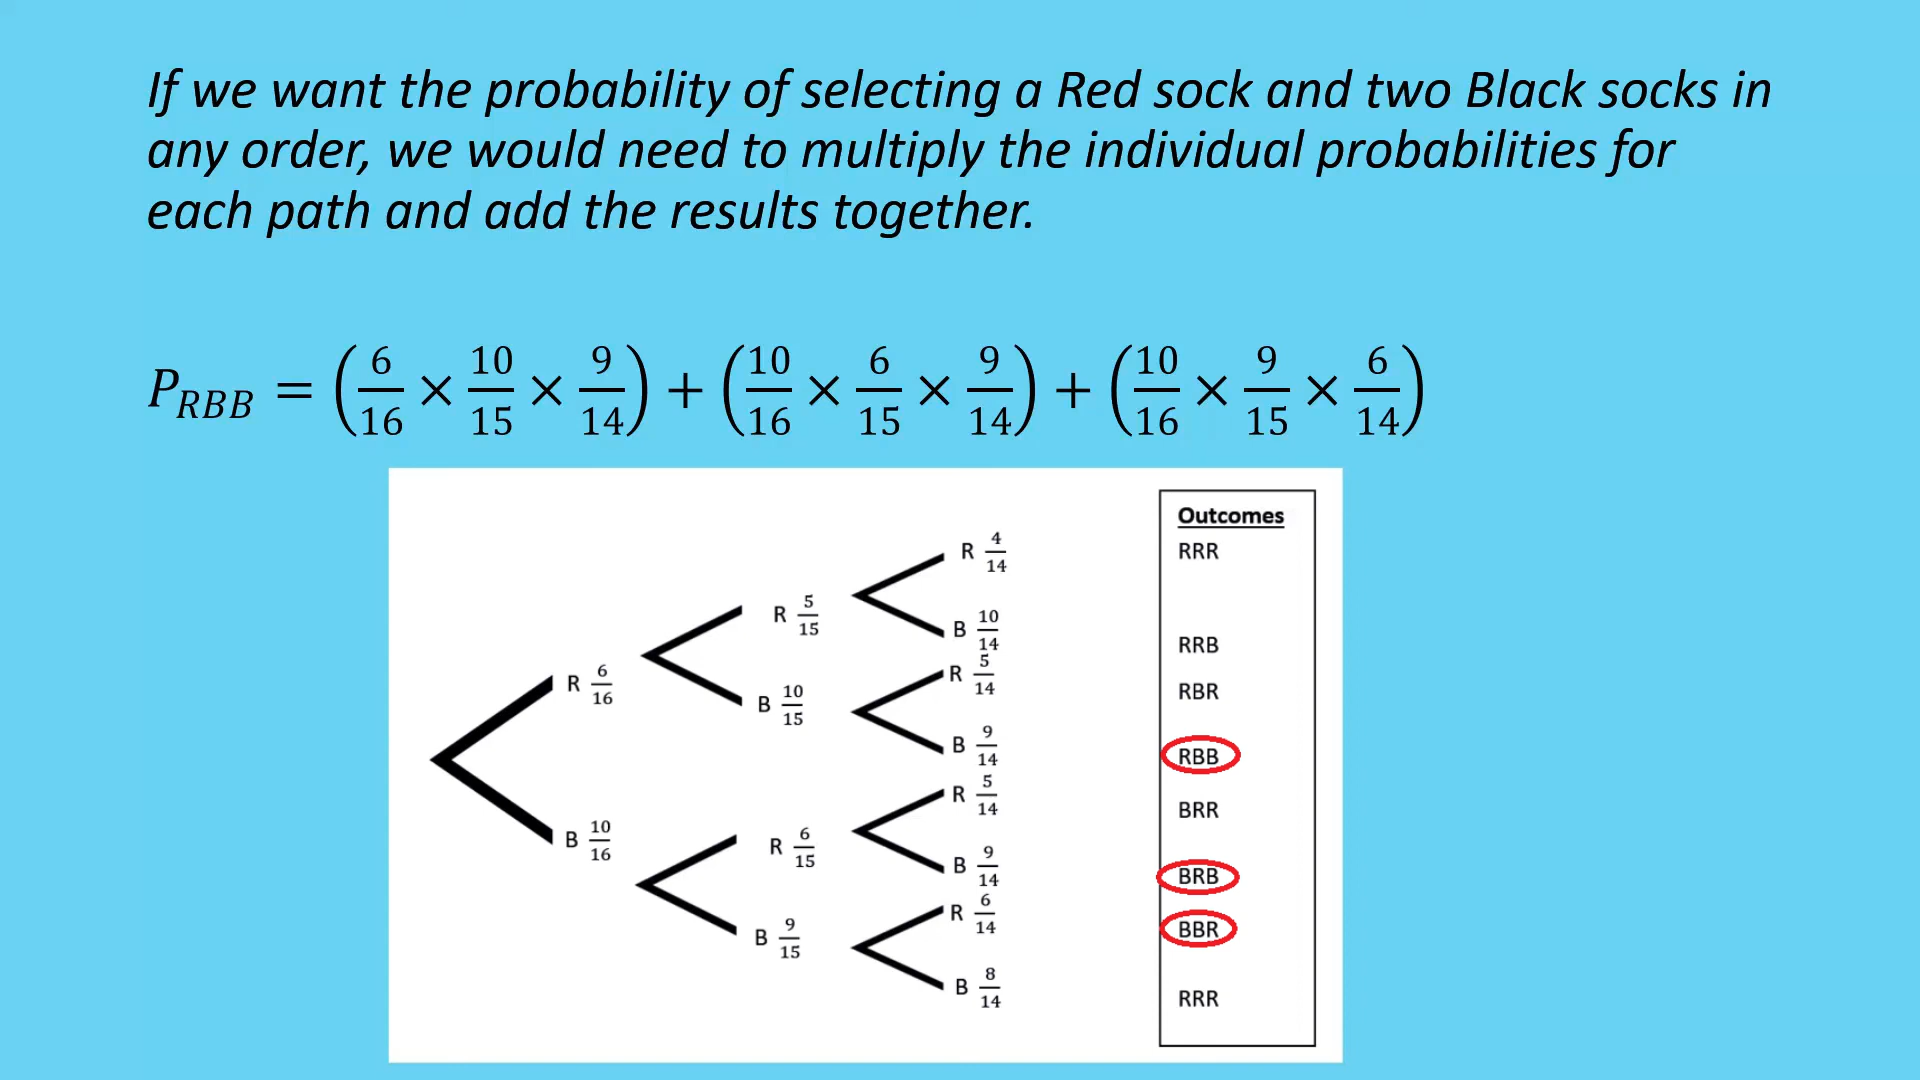 If we want the probability of selecting a Red sock and two Black socks in
any order, we would need to multiply the individual probabilities for
each path and add the results together.
P_RBB = (6/16 × 10/15 × 9/14) + (10/16 × 6/15 × 9/14) + (10/16 × 9/15 × 6/14)
R 6/16
B 10/16
R 5/15
B 10/15
R 6/15
B 9/15
R 4/14
B 10/14
R 5/14
B 9/14
R 5/14
B 9/14
R 6/14
B 8/14
Outcomes
RRR
RRB
RBR
RBB
BRR
BRB
BBR
RRR